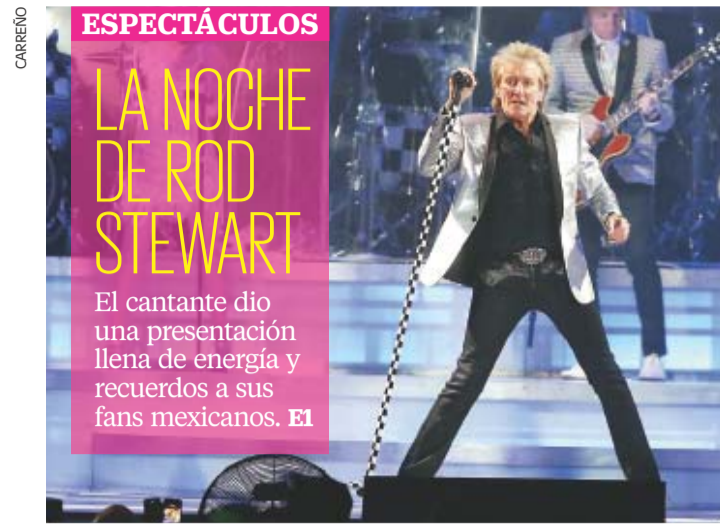 CARREÑO
ESPECTÁCULOS
LA NOCHE
DE ROD
STEWART
El cantante dio
una presentación
llena de energía y
recuerdos a sus
fans mexicanos. E1